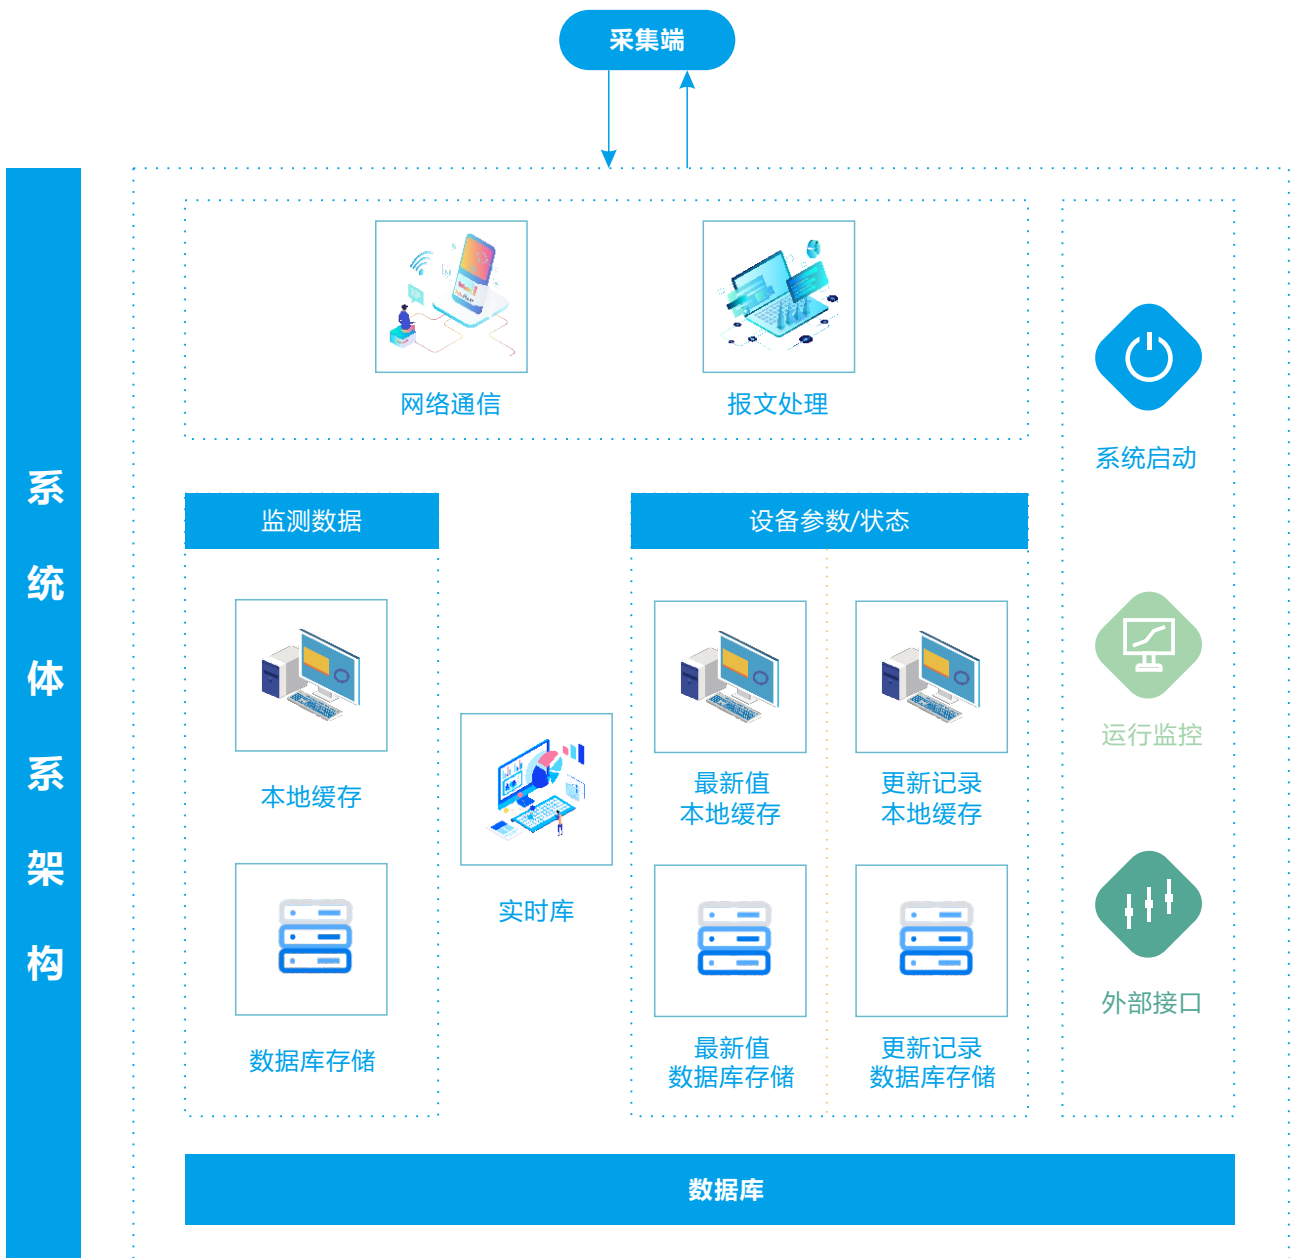 采集端
系统体系架构
网络通信
报文处理
系统启动
监测数据
设备参数/状态
运行监控
本地缓存
最新值
本地缓存
更新记录
本地缓存
实时库
外部接口
数据库存储
最新值
数据库存储
更新记录
数据库存储
数据库